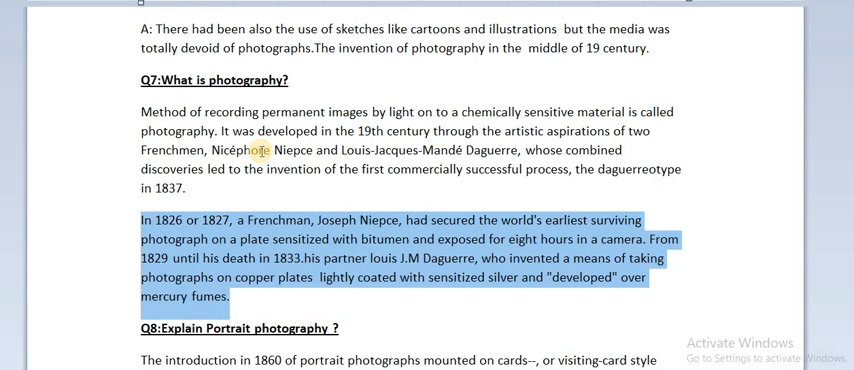 A: There had been also the use of sketches like cartoons and illustrations  but the media was
totally devoid of photographs.The invention of photography in the  middle of 19 century.
Q7:What is photography?
Method of recording permanent images by light on to a chemically sensitive material is called
photography. It was developed in the 19th century through the artistic aspirations of two
Frenchmen, Nicéphore Niepce and Louis-Jacques-Mandé Daguerre, whose combined
discoveries led to the invention of the first commercially successful process, the daguerreotype
in 1837.
In 1826 or 1827, a Frenchman, Joseph Niepce, had secured the world's earliest surviving
photograph on a plate sensitized with bitumen and exposed for eight hours in a camera. From
1829 until his death in 1833.his partner louis J.M Daguerre, who invented a means of taking
photographs on copper plates  lightly coated with sensitized silver and "developed" over
mercury fumes.
Q8:Explain Portrait photography ?
The introduction in 1860 of portrait photographs mounted on cards--, or visiting-card style
Activate Windows
Go to Settings to activate Windows.